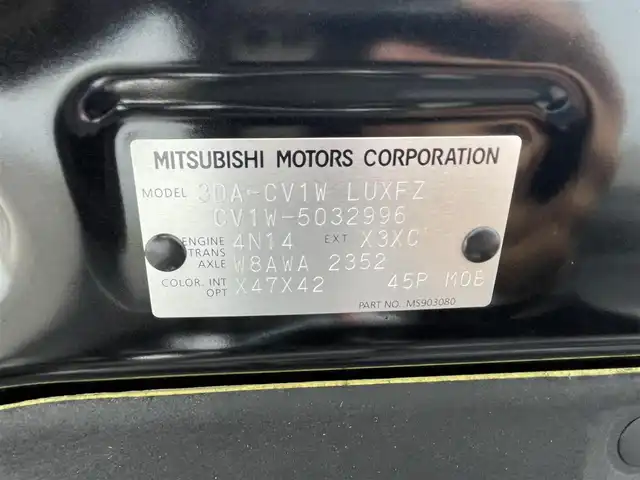 MITSUBISHI MOTORS CORPORATION
MODEL 3DA-CV1W LUXFZ
CV1W-5032996
ENGINE 4N14 EXT X3XC
TRANS
AXLE W8AWA 2352
COLOR. INT X47X42 45P M0E
OPT
PART NO. MS903080